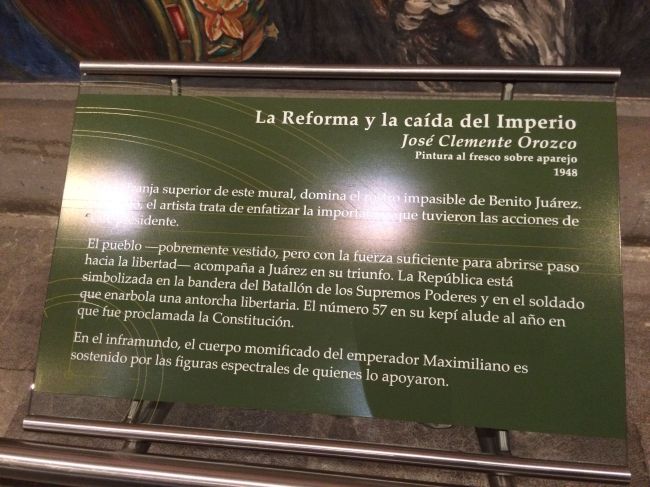 La Reforma y la caída del Imperio
José Clemente Orozco
Pintura al fresco sobre aparejo
1948
superior de este mural, domina el rostro impasible de Benito Juárez.
el artista trata de enfatizar la que tuvieron las acciones de
presidente.
El pueblo —pobremente vestido, pero con la fuerza suficiente para abrirse paso
hacia la libertad— acompaña a Juárez en su triunfo. La República está
simbolizada en la bandera del Batallón de los Supremos Poderes y en el soldado
que enarbola una antorcha libertaria. El número 57 en su kepí alude al año en
que fue proclamada la Constitución.
En el inframundo, el cuerpo momificado del emperador Maximiliano es
sostenido por las figuras espectrales de quienes lo apoyaron.